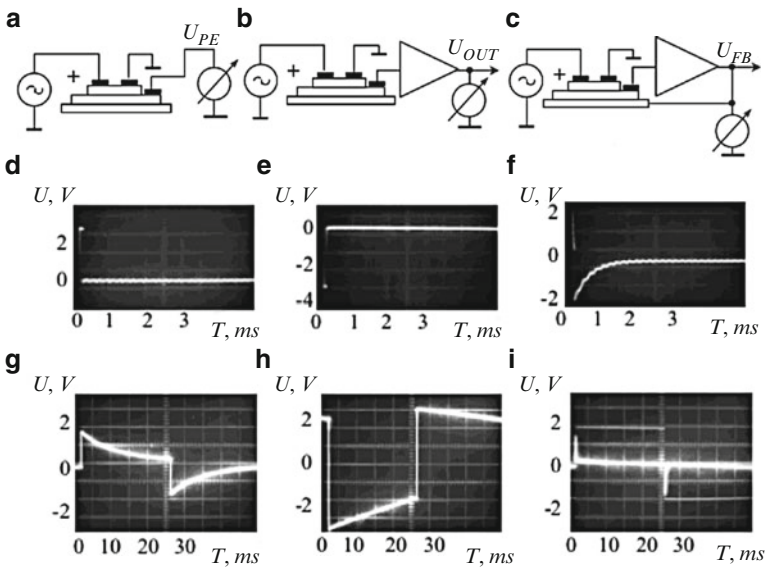 a
b
c
U_PE
+
U_OUT
+
U_FB
+
d
e
f
U, V
2
0
0 1 2 3 T, ms
U, V
0
-2
-4
0 1 2 3 T, ms
U, V
2
0
-2
0 1 2 3 T, ms
g
h
i
U, V
2
0
-2
0 10 20 30 T, ms
U, V
2
0
-2
0 10 20 30 T, ms
U, V
2
0
-2
0 10 20 30 T, ms